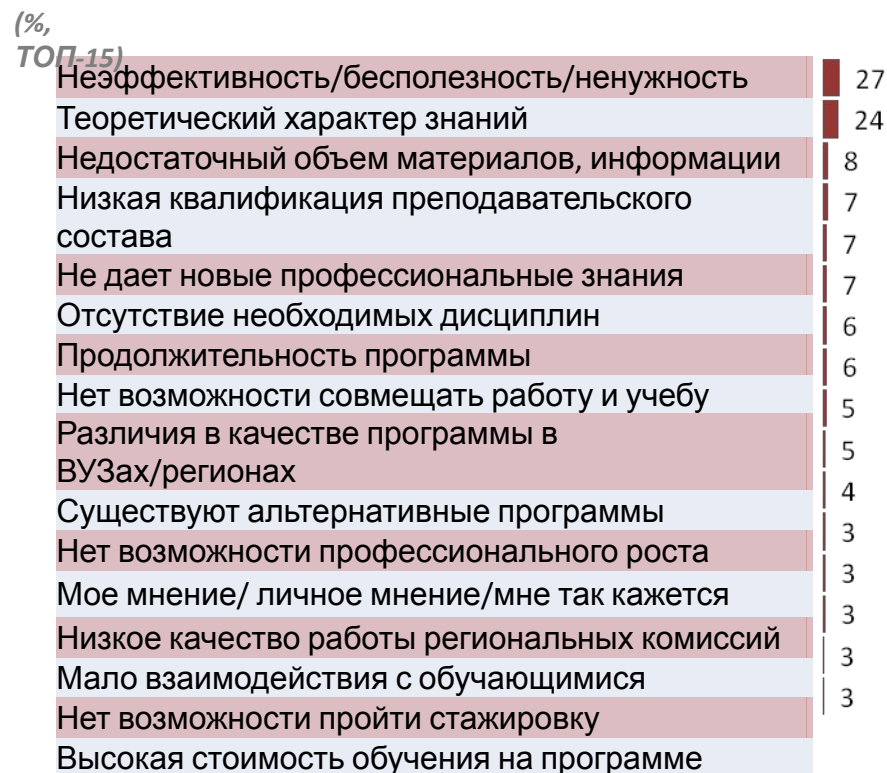 (%,
ТОП-15)
Неэффективность/бесполезность/ненужность
27
Теоретический характер знаний
24
Недостаточный объем материалов, информации
8
Низкая квалификация преподавательского
7
состава
7
Не дает новые профессиональные знания
7
Отсутствие необходимых дисциплин
6
Продолжительность программы
6
Нет возможности совмещать работу и учебу
5
Различия в качестве программы в
5
ВУЗах/регионах
4
Существуют альтернативные программы
3
Нет возможности профессионального роста
3
Мое мнение/ личное мнение/мне так кажется
3
Низкое качество работы региональных комиссий
3
Мало взаимодействия с обучающимися
3
Нет возможности пройти стажировку
Высокая стоимость обучения на программе